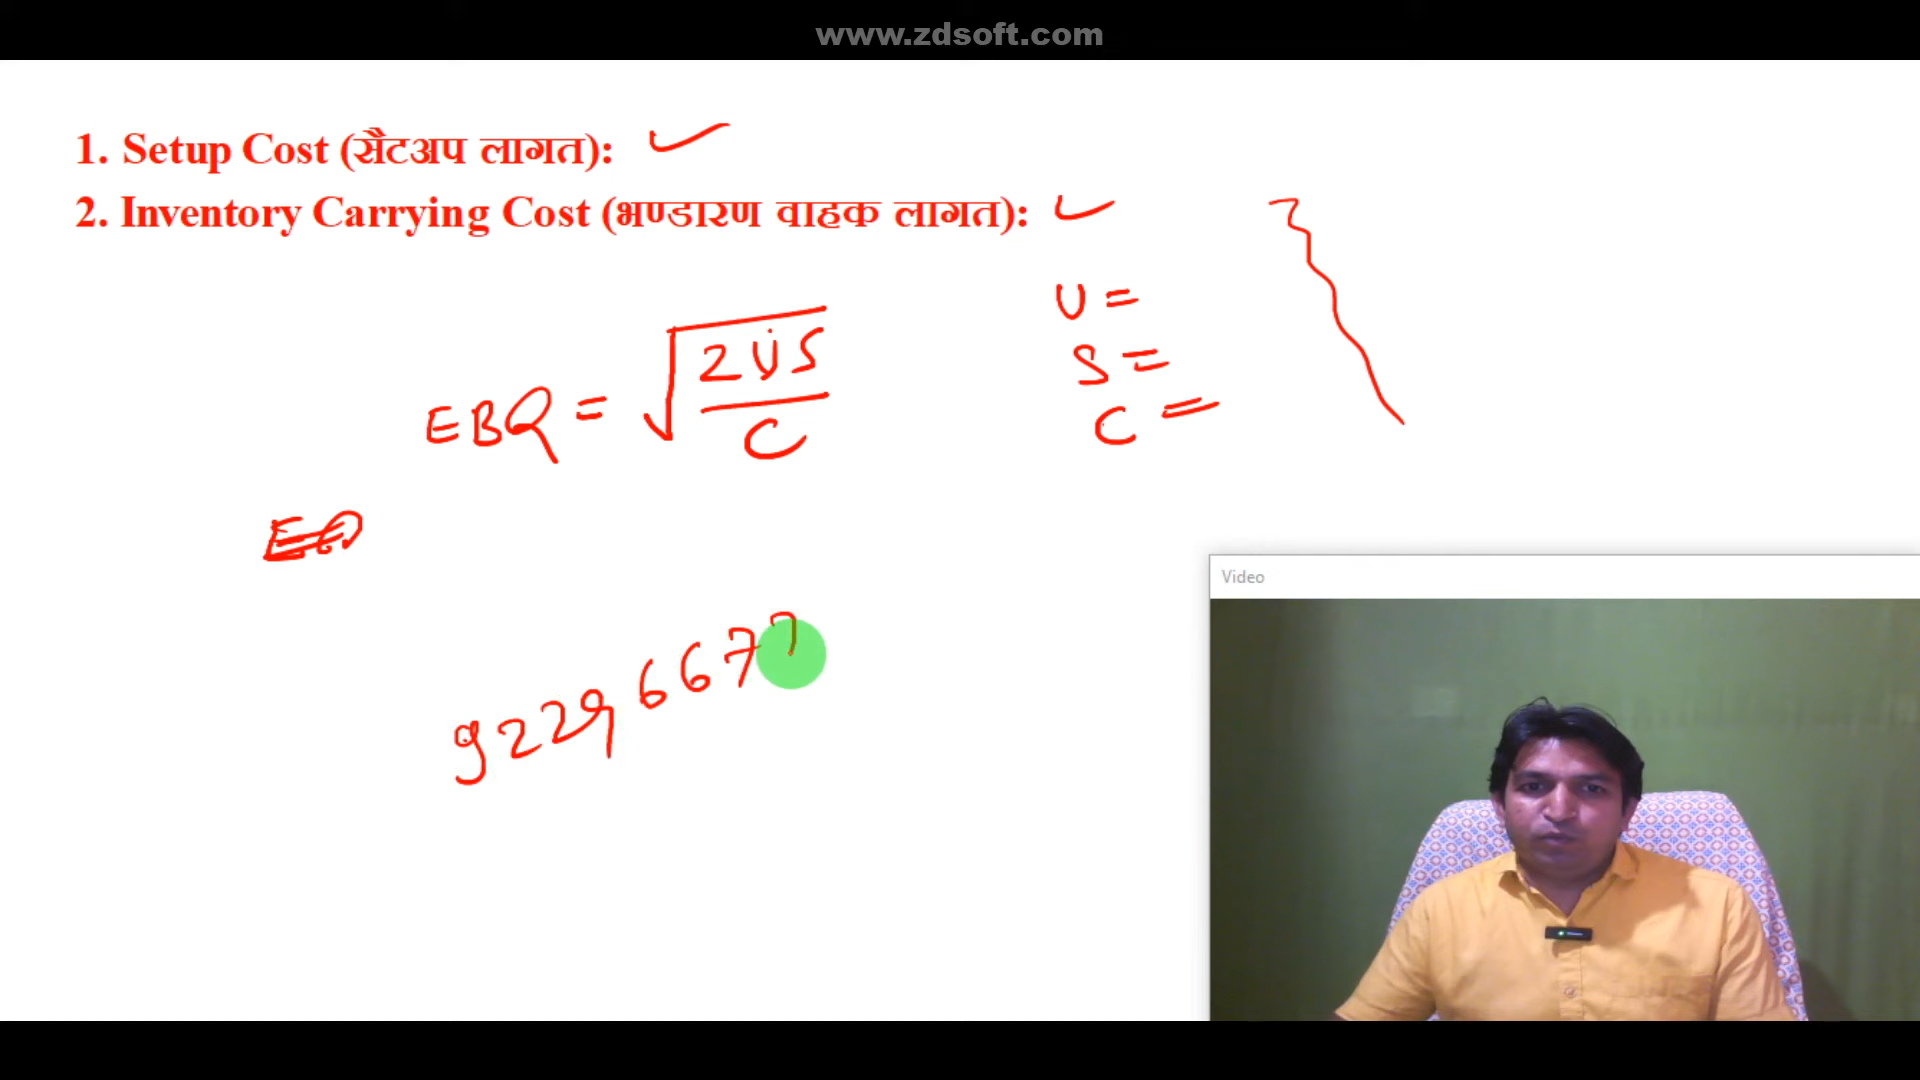 www.zdsoft.com
1. Setup Cost (सैटअप लागत):
2. Inventory Carrying Cost (भण्डारण वाहक लागत):
U =
EBQ = √2US/C
S =
C =
Video
92296677